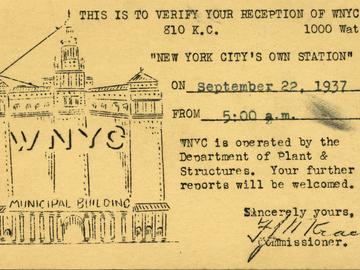 THIS IS TO VERIFY YOUR RECEPTION OF WNYC
810 K.C. 1000 Wat
"NEW YORK CITY'S OWN STATION"
ON September 22, 1937
FROM 5:00 a.m.
WNYC is operated by the
Department of Plant &
Structures. Your further
reports will be welcomed.
Sincerely yours,
Commissioner.
WNYC
MUNICIPAL BUILDING